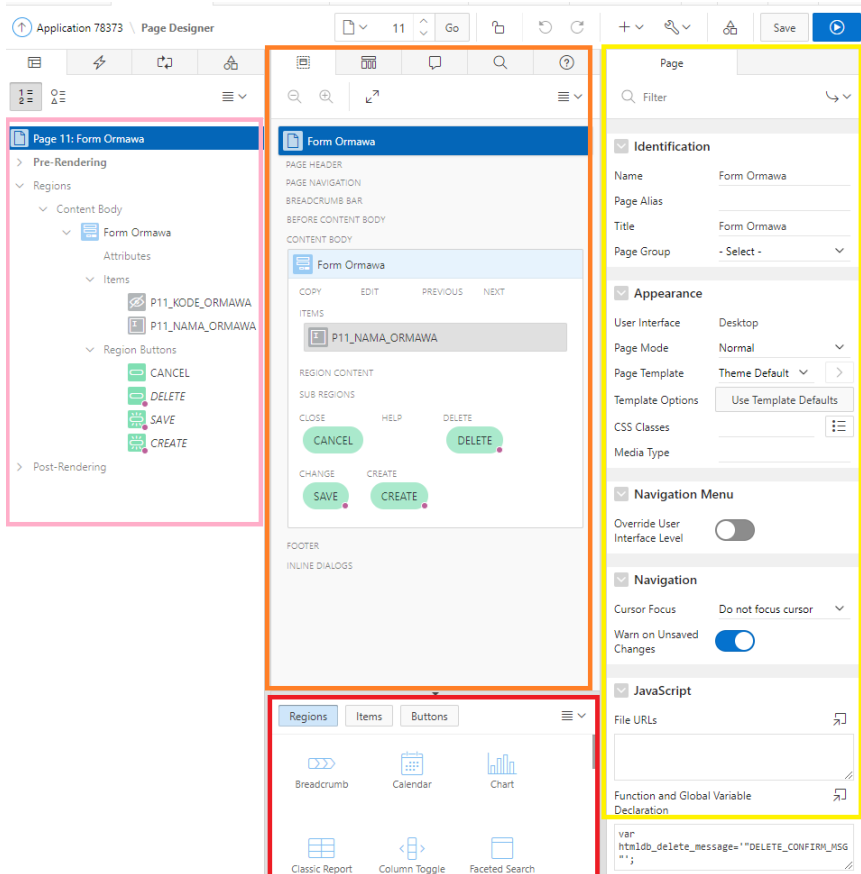 Application 78373 \ Page Designer
11
Go
Save
Page 11: Form Ormawa
Pre-Rendering
Regions
Content Body
Form Ormawa
Attributes
Items
P11_KODE_ORMAWA
P11_NAMA_ORMAWA
Region Buttons
CANCEL
DELETE
SAVE
CREATE
Post-Rendering
Form Ormawa
PAGE HEADER
PAGE NAVIGATION
BREADCRUMB BAR
BEFORE CONTENT BODY
CONTENT BODY
Form Ormawa
COPY EDIT PREVIOUS NEXT
ITEMS
P11_NAMA_ORMAWA
REGION CONTENT
SUB REGIONS
CLOSE HELP DELETE
CANCEL DELETE
CHANGE CREATE
SAVE CREATE
FOOTER
INLINE DIALOGS
Regions Items Buttons
Breadcrumb Calendar Chart
Classic Report Column Toggle Faceted Search
Page
Filter
Identification
Name Form Ormawa
Page Alias
Title Form Ormawa
Page Group - Select -
Appearance
User Interface Desktop
Page Mode Normal
Page Template Theme Default
Template Options Use Template Defaults
CSS Classes
Media Type
Navigation Menu
Override User
Interface Level
Navigation
Cursor Focus Do not focus cursor
Warn on Unsaved
Changes
JavaScript
File URLs
Function and Global Variable
Declaration
var
htmldb_delete_message='"DELETE_CONFIRM_MSG
"';